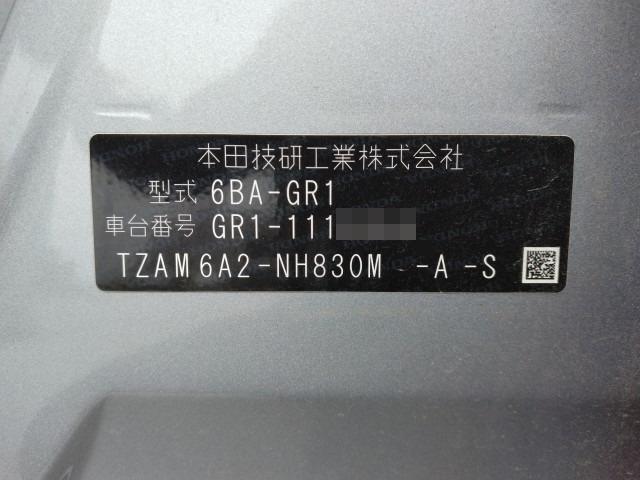 本田技研工業株式会社
型式 6BA-GR1
車台番号 GR1-111
TZAM6A2-NH830M -A-S